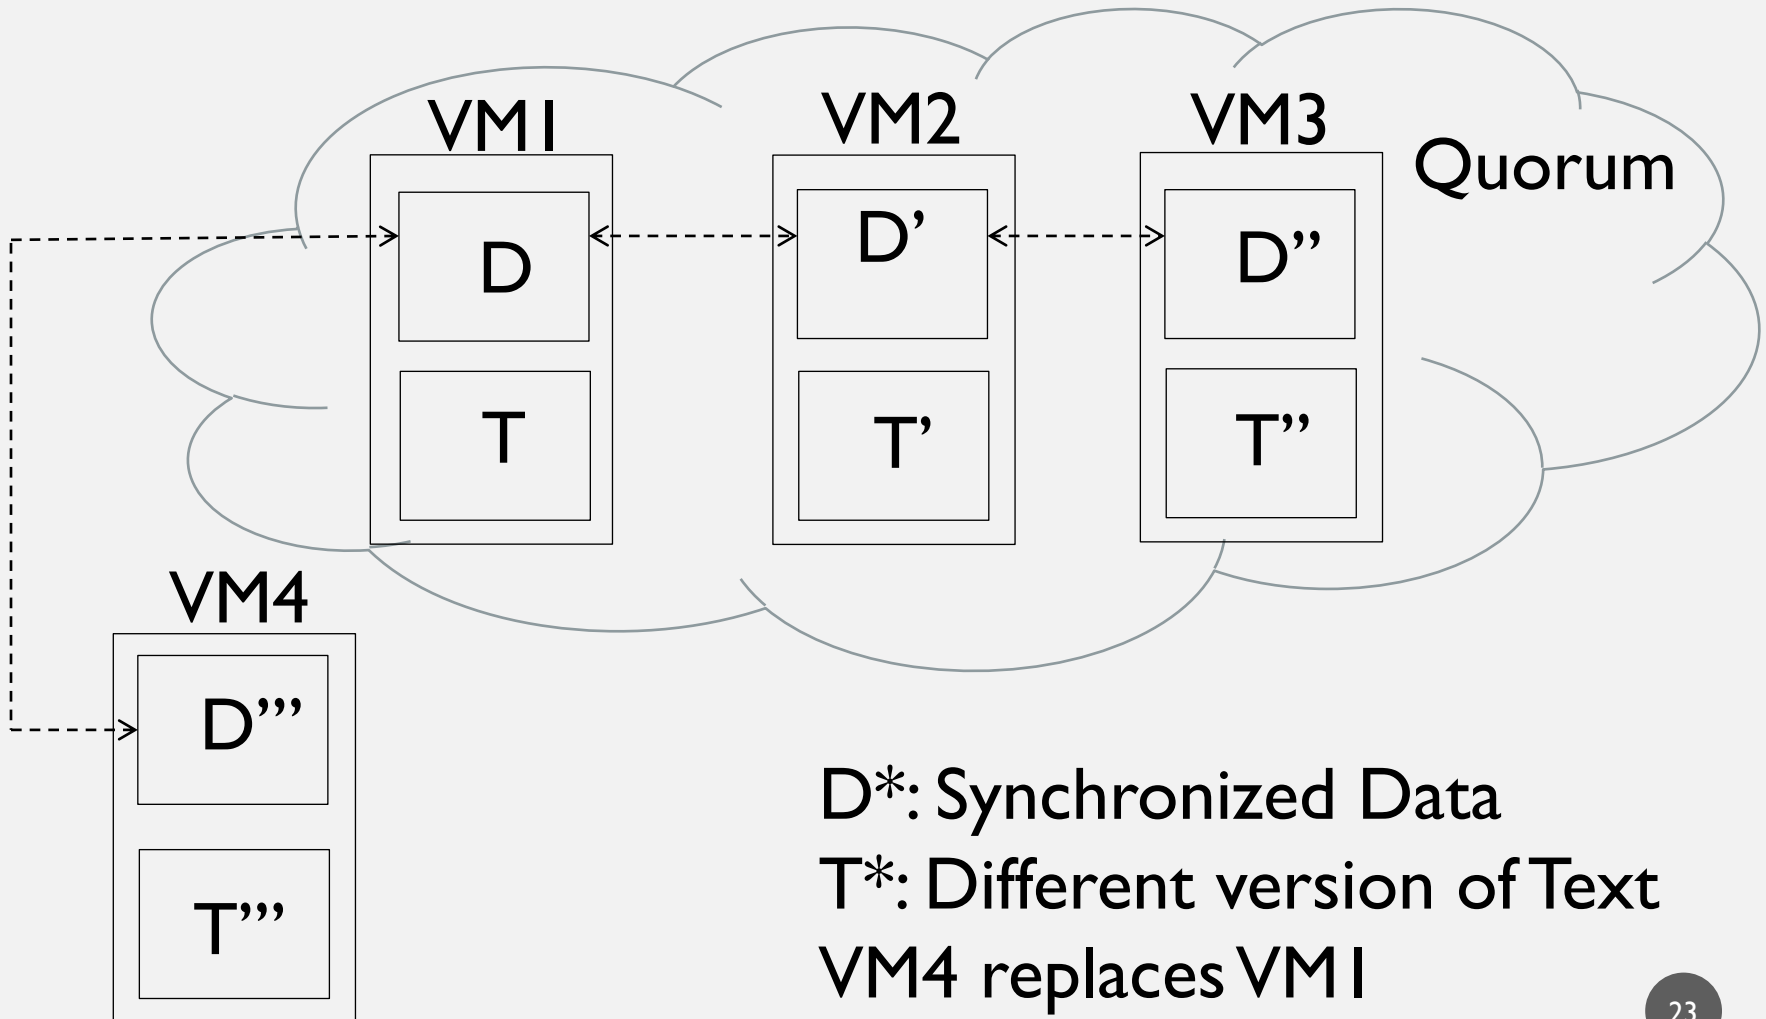 VM1
VM2
VM3
Quorum
D
D’
D”
T
T’
T”
VM4
D’’’
T’’’
D*: Synchronized Data
T*: Different version of Text
VM4 replaces VM1
23